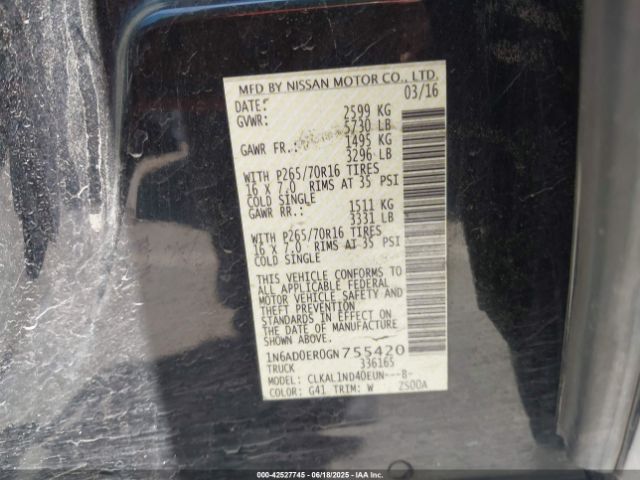 MFD BY NISSAN MOTOR CO., LTD.
DATE: 03/16
GVWR: 2599 KG
5730 LB
GAWR FR.: 1495 KG
3296 LB
WITH P265/70R16 TIRES
16 X 7.0 RIMS AT 35 PSI
COLD SINGLE
GAWR RR.: 1511 KG
3331 LB
WITH P265/70R16 TIRES
16 X 7.0 RIMS AT 35 PSI
COLD SINGLE
THIS VEHICLE CONFORMS TO
ALL APPLICABLE FEDERAL
MOTOR VEHICLE SAFETY AND
THEFT PREVENTION
STANDARDS IN EFFECT ON
THE DATE OF MANUFACTURE
SHOWN ABOVE.
1N6AD0ER0GN755420
TRUCK 336165
MODEL: CLKAL1ND40EUN---8-
COLOR: G41 TRIM: W ZS00A
000-42527745 - 06/18/2025 - IAA Inc.